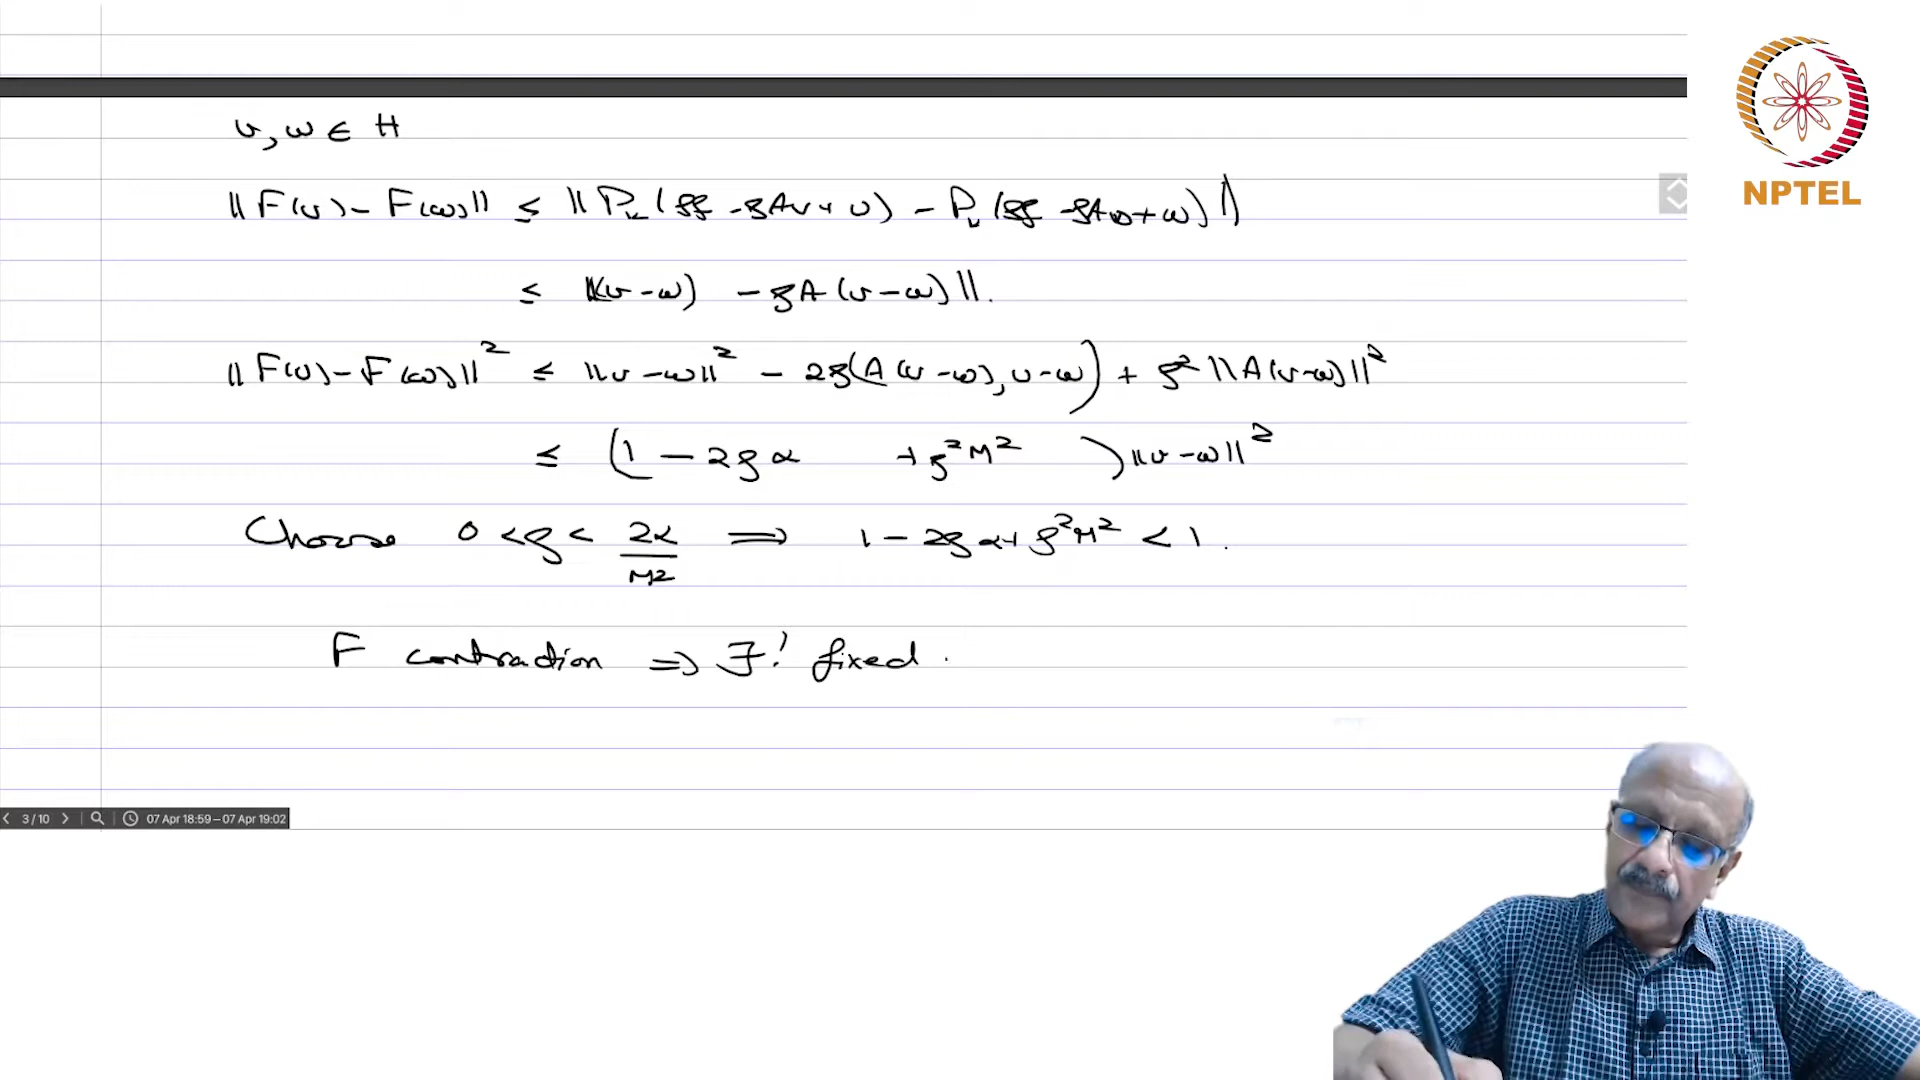 v, w ∈ H
NPTEL
‖F(v) – F(w)‖ ≤ ‖P_K(ρf – ρAv + v) – P_K(ρf – ρAw + w)‖
≤ ‖(v – w) – ρA(v – w)‖.
‖F(v) – F(w)‖² ≤ ‖v – w‖² – 2ρ(A(v – w), v – w) + ρ²‖A(v – w)‖²
≤ (1 – 2ρα + ρ²M²)‖v – w‖²
Choose 0 < ρ < 2α/M² ⟹ 1 – 2ρα + ρ²M² < 1.
F contraction ⟹ ∃! fixed.
3 / 10 07 Apr 18:59 – 07 Apr 19:02